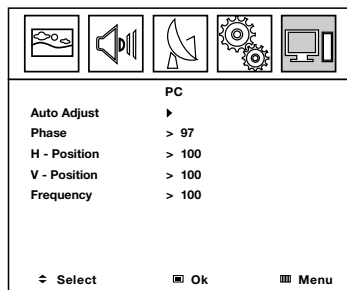 PC
Auto Adjust
Phase > 97
H - Position > 100
V - Position > 100
Frequency > 100
Select Ok Menu